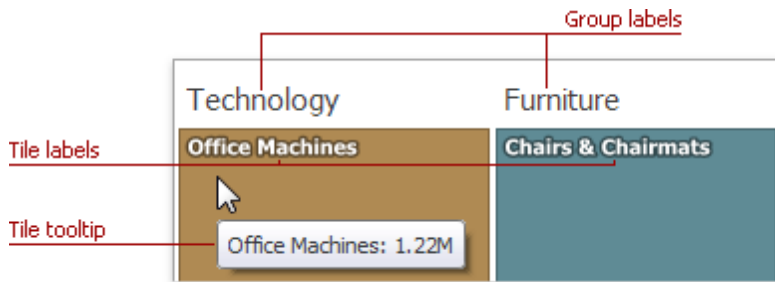 Group labels
Technology
Furniture
Tile labels
Office Machines
Chairs & Chairmats
Tile tooltip
Office Machines: 1.22M